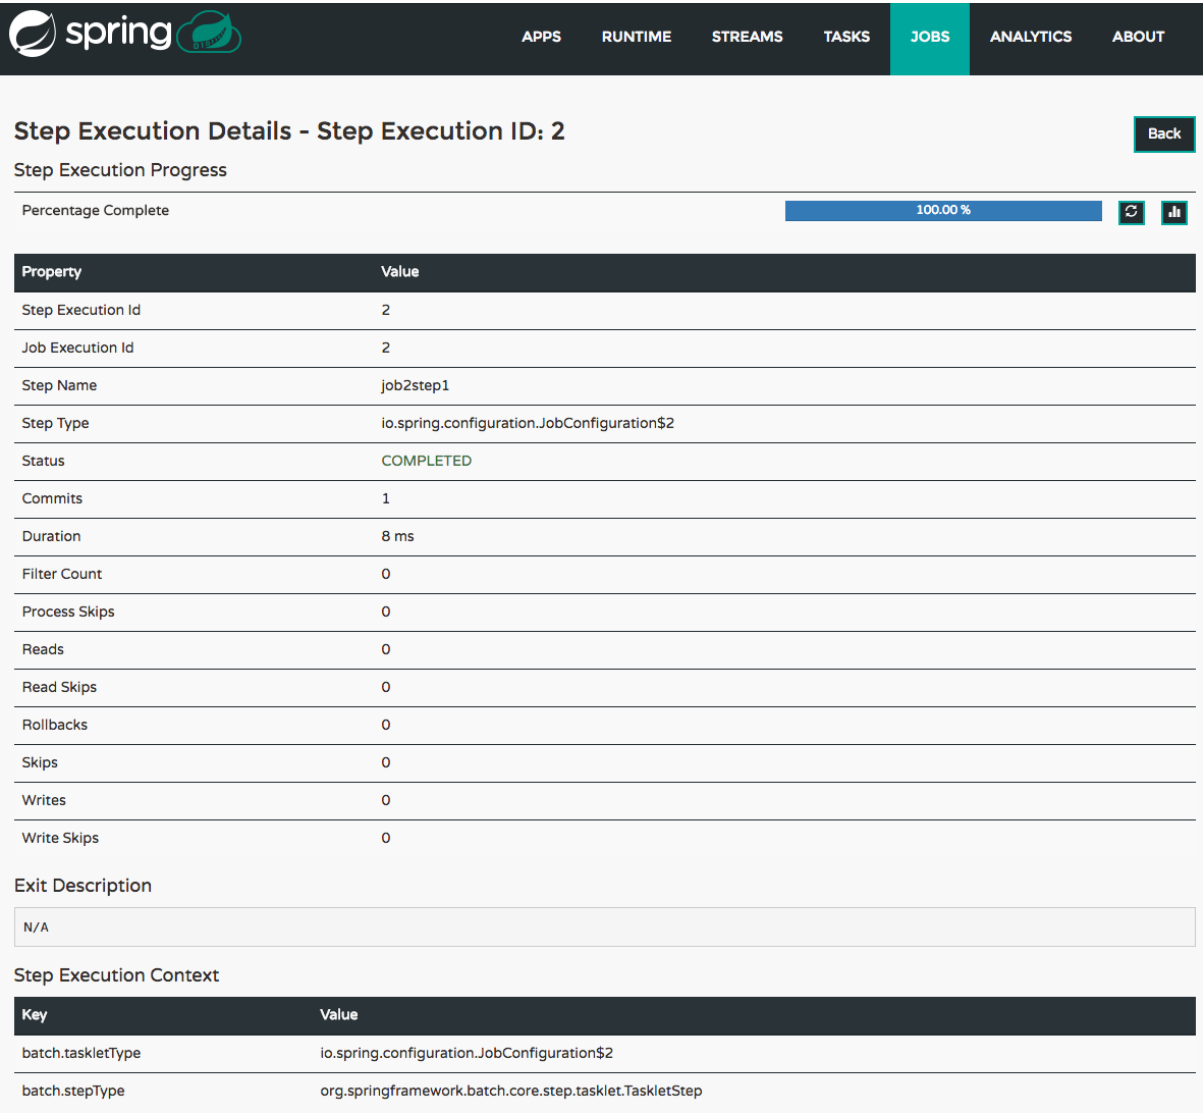 spring
APPS RUNTIME STREAMS TASKS JOBS ANALYTICS ABOUT
Step Execution Details - Step Execution ID: 2
Back
Step Execution Progress
Percentage Complete 100.00 %
Property Value
Step Execution Id 2
Job Execution Id 2
Step Name job2step1
Step Type io.spring.configuration.JobConfiguration$2
Status COMPLETED
Commits 1
Duration 8 ms
Filter Count 0
Process Skips 0
Reads 0
Read Skips 0
Rollbacks 0
Skips 0
Writes 0
Write Skips 0
Exit Description
N/A
Step Execution Context
Key Value
batch.taskletType io.spring.configuration.JobConfiguration$2
batch.stepType org.springframework.batch.core.step.tasklet.TaskletStep